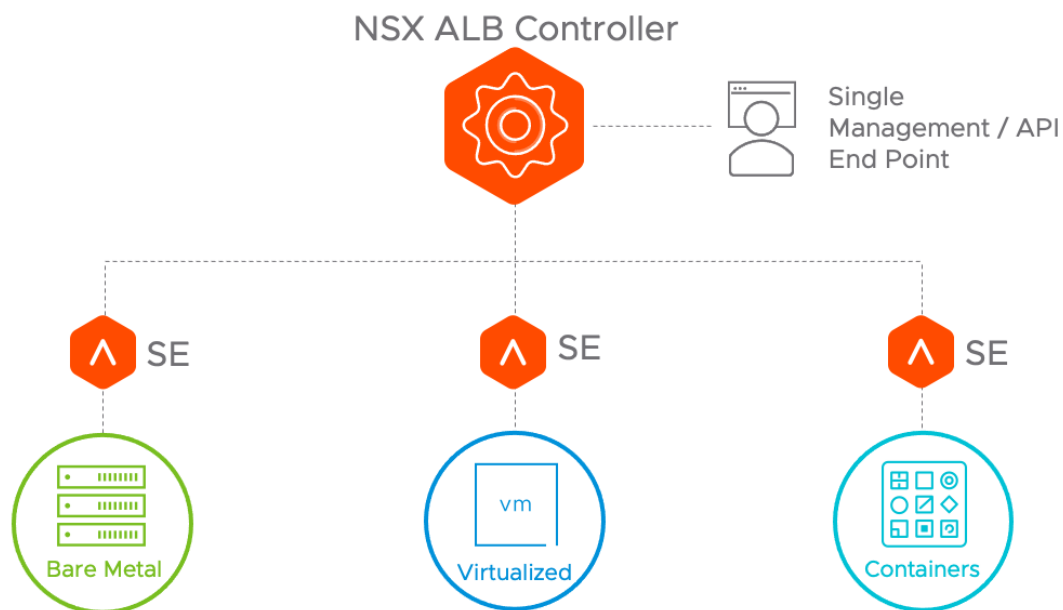 NSX ALB Controller
Single
Management / API
End Point
SE
SE
SE
vm
Bare Metal
Virtualized
Containers